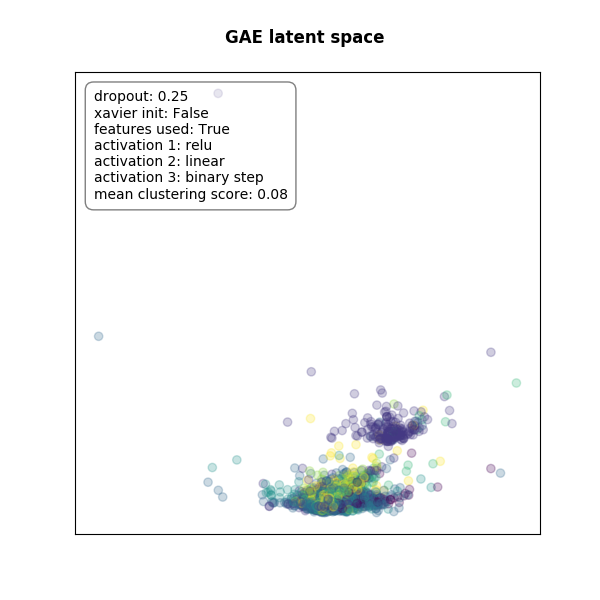 GAE latent space
dropout: 0.25
xavier init: False
features used: True
activation 1: relu
activation 2: linear
activation 3: binary step
mean clustering score: 0.08